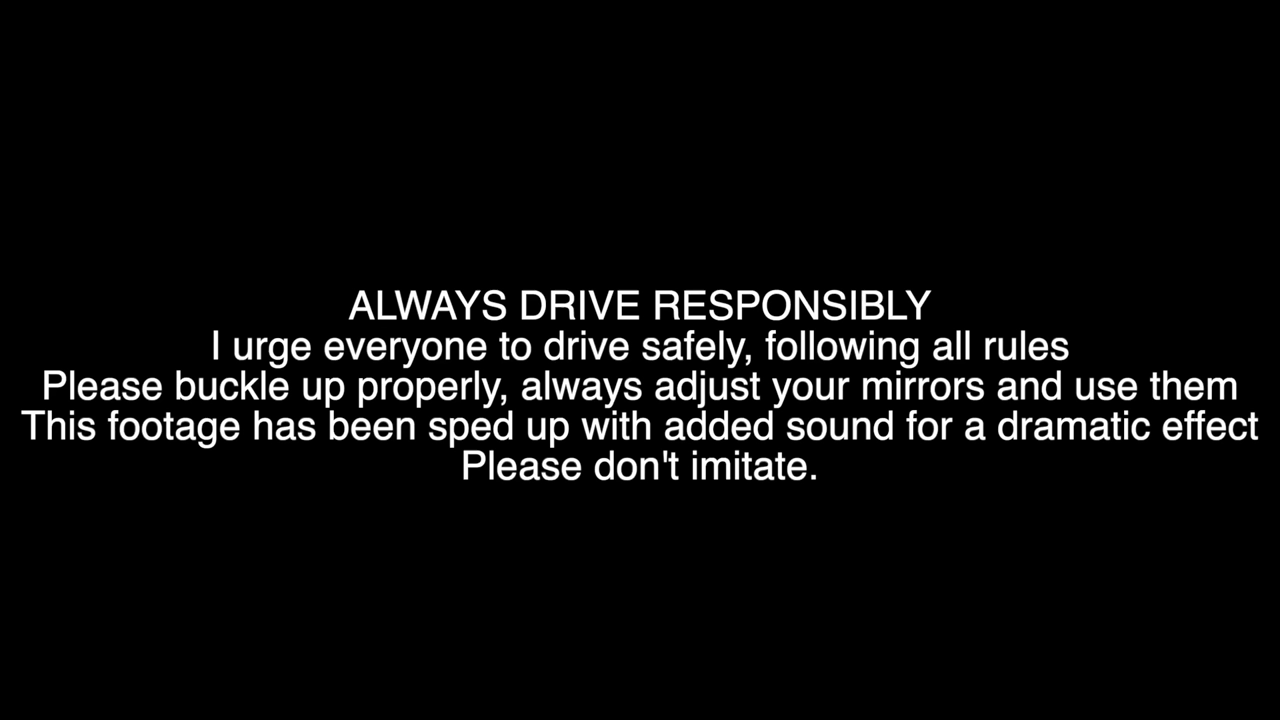 ALWAYS DRIVE RESPONSIBLY
I urge everyone to drive safely, following all rules
Please buckle up properly, always adjust your mirrors and use them
This footage has been sped up with added sound for a dramatic effect
Please don't imitate.